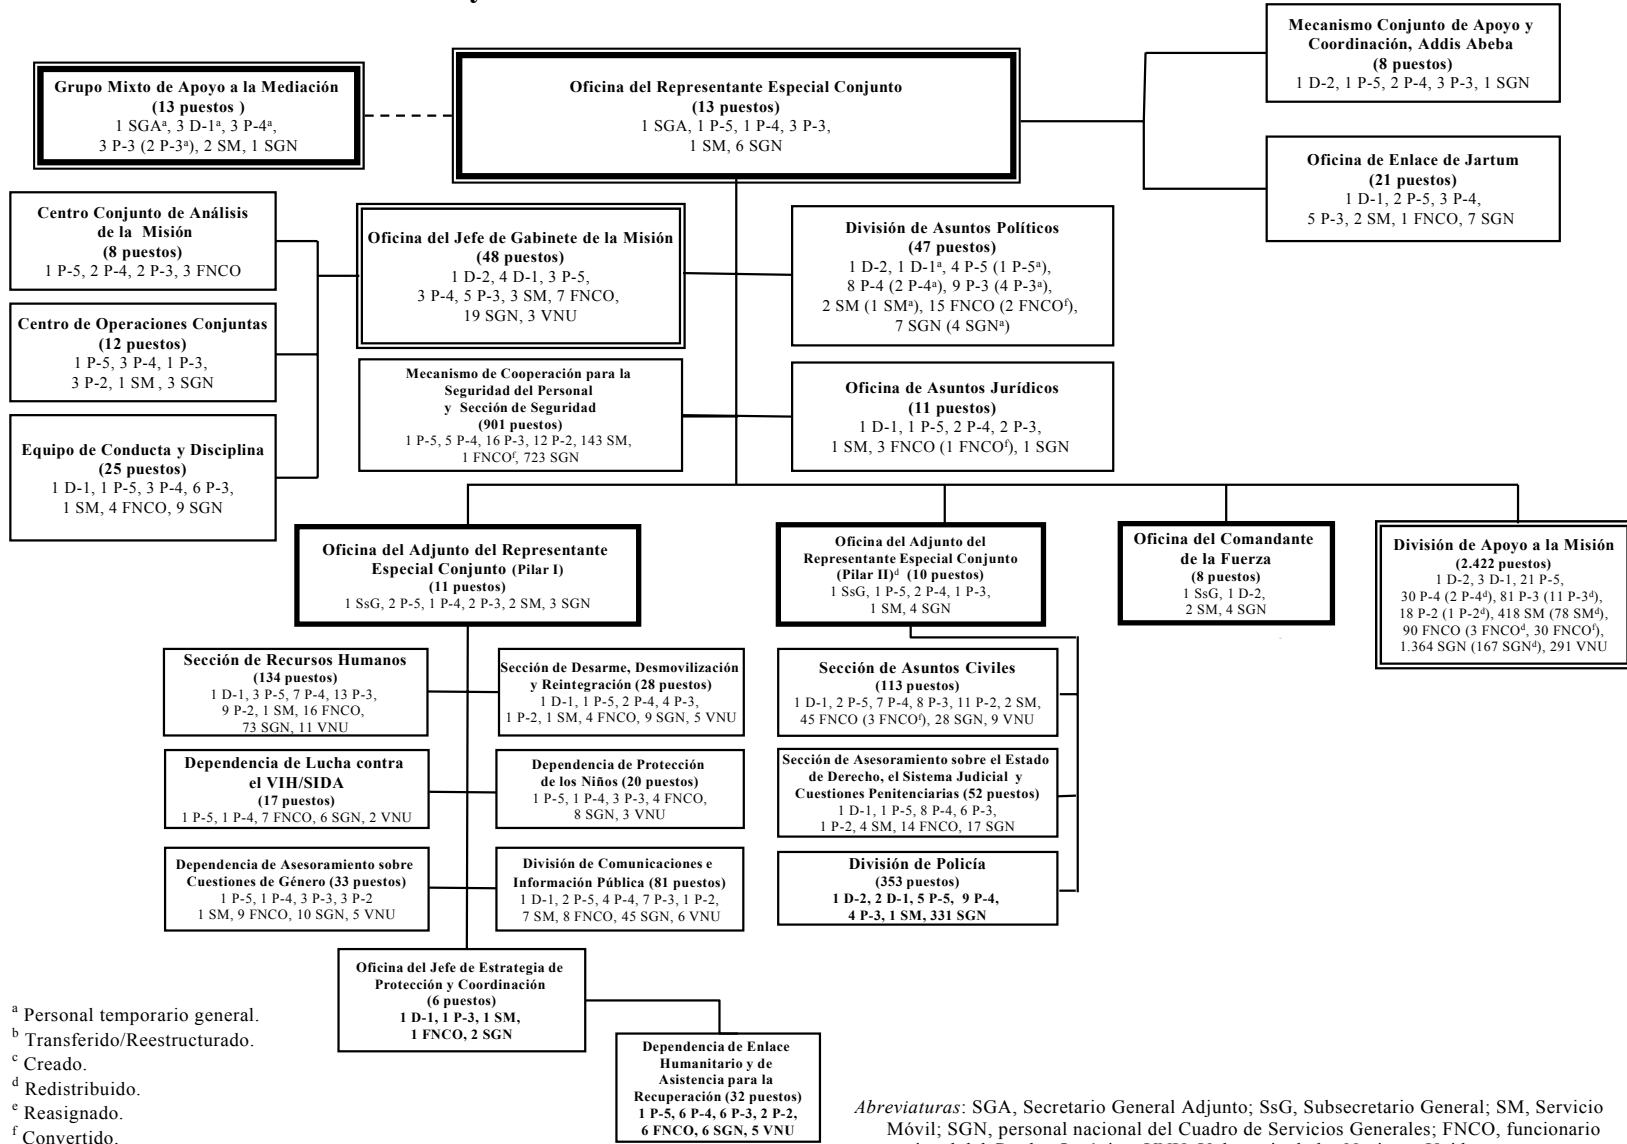 Mecanismo Conjunto de Apoyo y
Coordinación, Addis Abeba
(8 puestos)
1 D-2, 1 P-5, 2 P-4, 3 P-3, 1 SGN
Grupo Mixto de Apoyo a la Mediación
(13 puestos )
1 SGAᵃ, 3 D-1ᵃ, 3 P-4ᵃ,
3 P-3 (2 P-3ᵃ), 2 SM, 1 SGN
Oficina del Representante Especial Conjunto
(13 puestos)
1 SGA, 1 P-5, 1 P-4, 3 P-3,
1 SM, 6 SGN
Oficina de Enlace de Jartum
(21 puestos)
1 D-1, 2 P-5, 3 P-4,
5 P-3, 2 SM, 1 FNCO, 7 SGN
Centro Conjunto de Análisis
de la Misión
(8 puestos)
1 P-5, 2 P-4, 2 P-3, 3 FNCO
Oficina del Jefe de Gabinete de la Misión
(48 puestos)
1 D-2, 4 D-1, 3 P-5,
3 P-4, 5 P-3, 3 SM, 7 FNCO,
19 SGN, 3 VNU
División de Asuntos Políticos
(47 puestos)
1 D-2, 1 D-1ᵃ, 4 P-5 (1 P-5ᵃ),
8 P-4 (2 P-4ᵃ), 9 P-3 (4 P-3ᵃ),
2 SM (1 SMᵃ), 15 FNCO (2 FNCOᶠ),
7 SGN (4 SGNᵃ)
Centro de Operaciones Conjuntas
(12 puestos)
1 P-5, 3 P-4, 1 P-3,
3 P-2, 1 SM , 3 SGN
Mecanismo de Cooperación para la
Seguridad del Personal
y Sección de Seguridad
(901 puestos)
1 P-5, 5 P-4, 16 P-3, 12 P-2, 143 SM,
1 FNCOᶠ, 723 SGN
Oficina de Asuntos Jurídicos
(11 puestos)
1 D-1, 1 P-5, 2 P-4, 2 P-3,
1 SM, 3 FNCO (1 FNCOᶠ), 1 SGN
Equipo de Conducta y Disciplina
(25 puestos)
1 D-1, 1 P-5, 3 P-4, 6 P-3,
1 SM, 4 FNCO, 9 SGN
Oficina del Adjunto del Representante
Especial Conjunto (Pilar I)
(11 puestos)
1 SsG, 2 P-5, 1 P-4, 2 P-3, 2 SM, 3 SGN
Oficina del Adjunto del
Representante Especial Conjunto
(Pilar II)ᵈ (10 puestos)
1 SsG, 1 P-5, 2 P-4, 1 P-3,
1 SM, 4 SGN
Oficina del Comandante
de la Fuerza
(8 puestos)
1 SsG, 1 D-2,
2 SM, 4 SGN
División de Apoyo a la Misión
(2.422 puestos)
1 D-2, 3 D-1, 21 P-5,
30 P-4 (2 P-4ᵈ), 81 P-3 (11 P-3ᵈ),
18 P-2 (1 P-2ᵈ), 418 SM (78 SMᵈ),
90 FNCO (3 FNCOᵈ, 30 FNCOᶠ),
1.364 SGN (167 SGNᵈ), 291 VNU
Sección de Recursos Humanos
(134 puestos)
1 D-1, 3 P-5, 7 P-4, 13 P-3,
9 P-2, 1 SM, 16 FNCO,
73 SGN, 11 VNU
Sección de Desarme, Desmovilización
y Reintegración (28 puestos)
1 D-1, 1 P-5, 2 P-4, 4 P-3,
1 P-2, 1 SM, 4 FNCO, 9 SGN, 5 VNU
Sección de Asuntos Civiles
(113 puestos)
1 D-1, 2 P-5, 7 P-4, 8 P-3, 11 P-2, 2 SM,
45 FNCO (3 FNCOᶠ), 28 SGN, 9 VNU
Dependencia de Lucha contra
el VIH/SIDA
(17 puestos)
1 P-5, 1 P-4, 7 FNCO, 6 SGN, 2 VNU
Dependencia de Protección
de los Niños (20 puestos)
1 P-5, 1 P-4, 3 P-3, 4 FNCO,
8 SGN, 3 VNU
Sección de Asesoramiento sobre el Estado
de Derecho, el Sistema Judicial y
Cuestiones Penitenciarias (52 puestos)
1 D-1, 1 P-5, 8 P-4, 6 P-3,
1 P-2, 4 SM, 14 FNCO, 17 SGN
Dependencia de Asesoramiento sobre
Cuestiones de Género (33 puestos)
1 P-5, 1 P-4, 3 P-3, 3 P-2
1 SM, 9 FNCO, 10 SGN, 5 VNU
División de Comunicaciones e
Información Pública (81 puestos)
1 D-1, 2 P-5, 4 P-4, 7 P-3, 1 P-2,
7 SM, 8 FNCO, 45 SGN, 6 VNU
División de Policía
(353 puestos)
1 D-2, 2 D-1, 5 P-5, 9 P-4,
4 P-3, 1 SM, 331 SGN
Oficina del Jefe de Estrategia de
Protección y Coordinación
(6 puestos)
1 D-1, 1 P-3, 1 SM,
1 FNCO, 2 SGN
Dependencia de Enlace
Humanitario y de
Asistencia para la
Recuperación (32 puestos)
1 P-5, 6 P-4, 6 P-3, 2 P-2,
6 FNCO, 6 SGN, 5 VNU
ᵃ Personal temporario general.
ᵇ Transferido/Reestructurado.
ᶜ Creado.
ᵈ Redistribuido.
ᵉ Reasignado.
ᶠ Convertido.
Abreviaturas: SGA, Secretario General Adjunto; SsG, Subsecretario General; SM, Servicio
Móvil; SGN, personal nacional del Cuadro de Servicios Generales; FNCO, funcionario